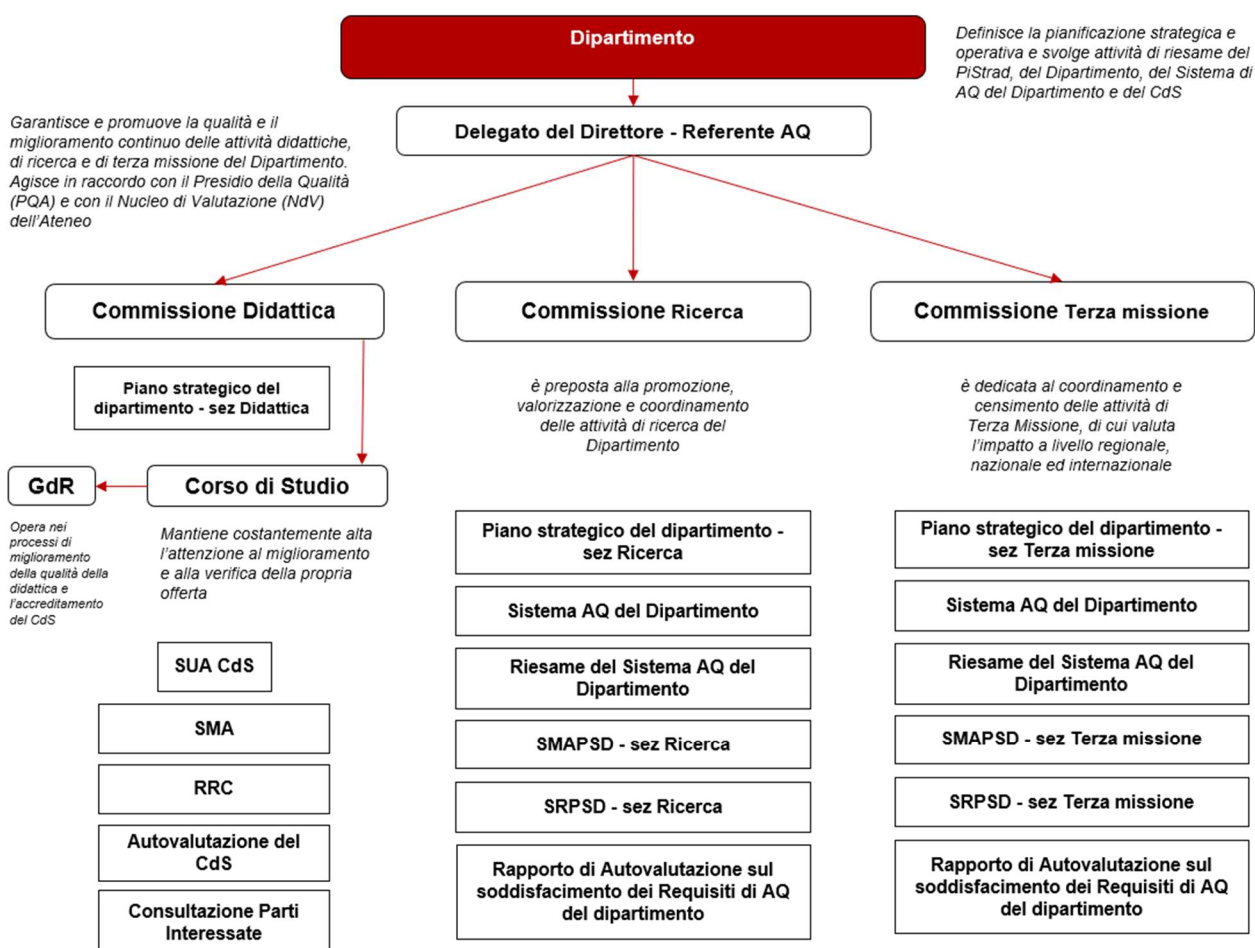 Dipartimento
Definisce la pianificazione strategica e
operativa e svolge attività di riesame del
PiStrad, del Dipartimento, del Sistema di
AQ del Dipartimento e del CdS
Delegato del Direttore - Referente AQ
Garantisce e promuove la qualità e il
miglioramento continuo delle attività didattiche,
di ricerca e di terza missione del Dipartimento.
Agisce in raccordo con il Presidio della Qualità
(PQA) e con il Nucleo di Valutazione (NdV)
dell'Ateneo
Commissione Didattica
Piano strategico del
dipartimento - sez Didattica
GdR
Corso di Studio
Opera nei
processi di
miglioramento
della qualità della
didattica e
l'accreditamento
del CdS
Mantiene costantemente alta
l'attenzione al miglioramento
e alla verifica della propria
offerta
SUA CdS
SMA
RRC
Autovalutazione del
CdS
Consultazione Parti
Interessate
Commissione Ricerca
è preposta alla promozione,
valorizzazione e coordinamento
delle attività di ricerca del
Dipartimento
Piano strategico del dipartimento -
sez Ricerca
Sistema AQ del Dipartimento
Riesame del Sistema AQ del
Dipartimento
SMAPSD - sez Ricerca
SRPSD - sez Ricerca
Rapporto di Autovalutazione sul
soddisfacimento dei Requisiti di AQ
del dipartimento
Commissione Terza missione
è dedicata al coordinamento e
censimento delle attività di
Terza Missione, di cui valuta
l'impatto a livello regionale,
nazionale ed internazionale
Piano strategico del dipartimento -
sez Terza missione
Sistema AQ del Dipartimento
Riesame del Sistema AQ del
Dipartimento
SMAPSD - sez Terza missione
SRPSD - sez Terza missione
Rapporto di Autovalutazione sul
soddisfacimento dei Requisiti di AQ
del dipartimento